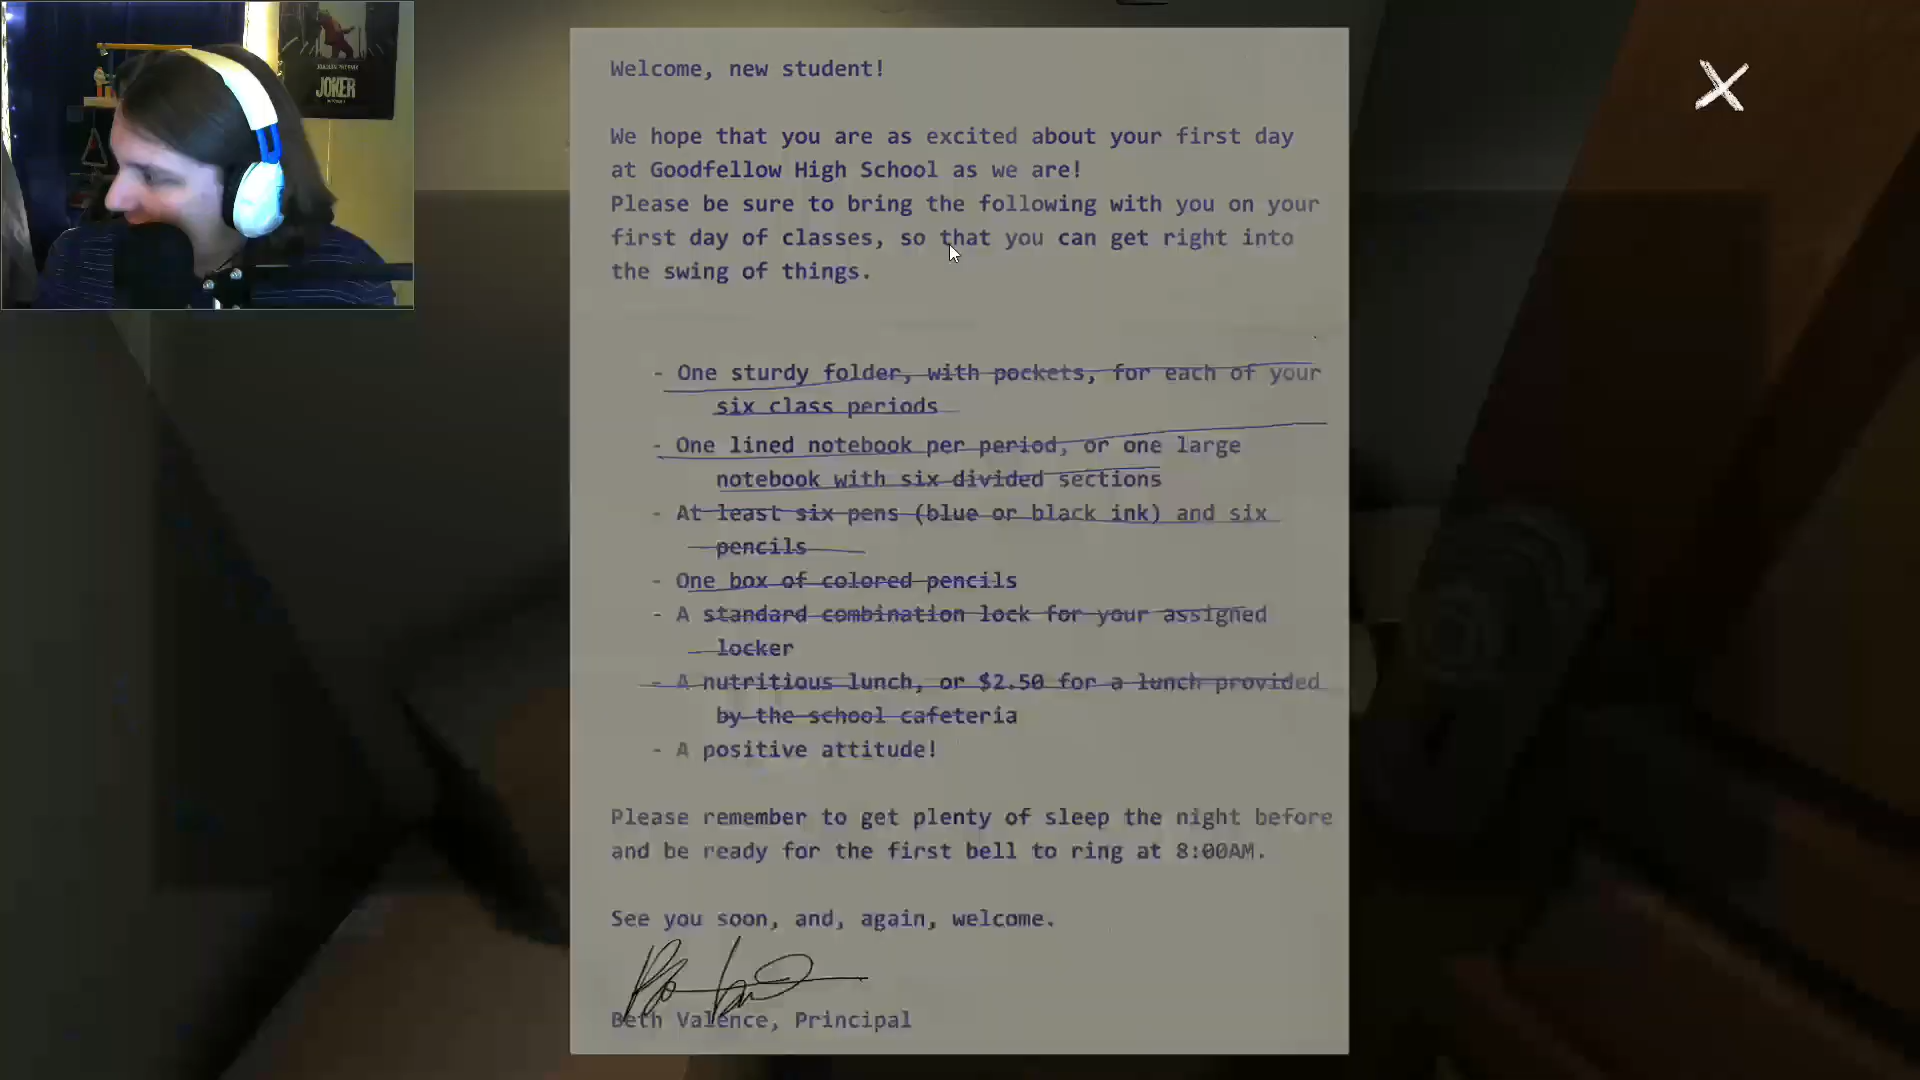 JOKER
Welcome, new student!
We hope that you are as excited about your first day
at Goodfellow High School as we are!
Please be sure to bring the following with you on your
first day of classes, so that you can get right into
the swing of things.
- One sturdy folder, with pockets, for each of your
six class periods
- One lined notebook per period, or one large
notebook with six divided sections
- At least six pens (blue or black ink) and six
pencils
- One box of colored pencils
- A standard combination lock for your assigned
locker
- A nutritious lunch, or $2.50 for a lunch provided
by the school cafeteria
- A positive attitude!
Please remember to get plenty of sleep the night before
and be ready for the first bell to ring at 8:00AM.
See you soon, and, again, welcome.
Beth Valence, Principal